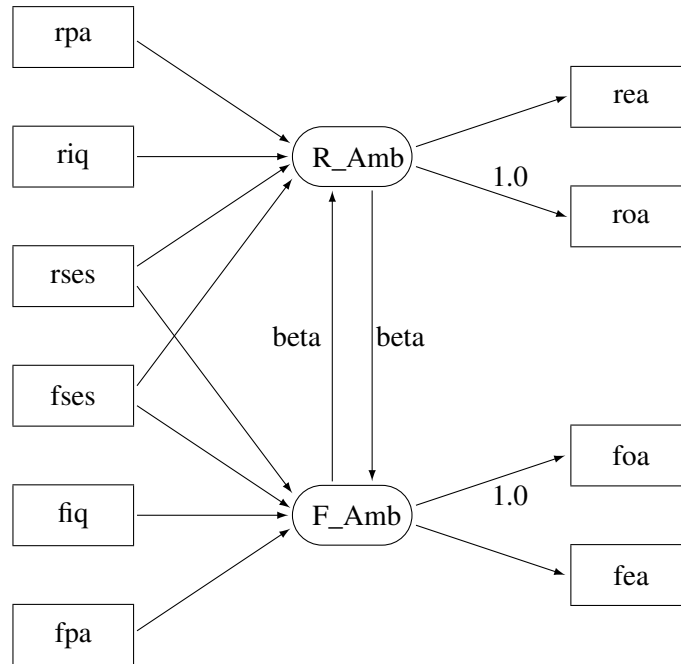 rpa
riq
rses
fses
fiq
fpa
R_Amb
beta
beta
F_Amb
rea
1.0
roa
foa
1.0
fea